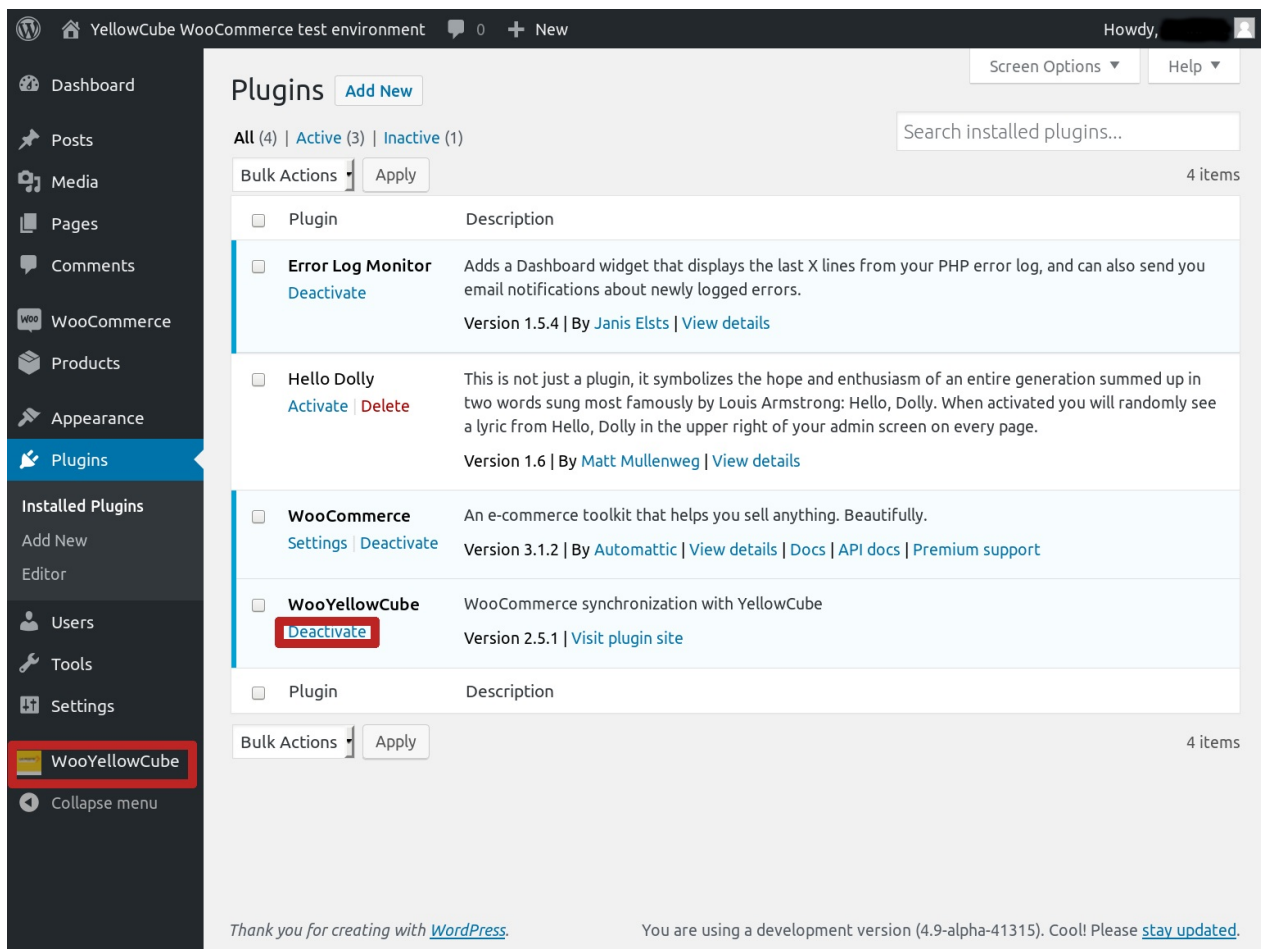 YellowCube WooCommerce test environment 0 + New Howdy,
Screen Options ▼ Help ▼
Dashboard
Posts
Media
Pages
Comments
WOO WooCommerce
Products
Appearance
Plugins
Installed Plugins
Add New
Editor
Users
Tools
Settings
WooYellowCube
Collapse menu
Plugins Add New
All (4) | Active (3) | Inactive (1)
Search installed plugins...
Bulk Actions Apply
4 items
Plugin Description
Error Log Monitor
Deactivate
Adds a Dashboard widget that displays the last X lines from your PHP error log, and can also send you
email notifications about newly logged errors.
Version 1.5.4 | By Janis Elsts | View details
Hello Dolly
Activate | Delete
This is not just a plugin, it symbolizes the hope and enthusiasm of an entire generation summed up in
two words sung most famously by Louis Armstrong: Hello, Dolly. When activated you will randomly see
a lyric from Hello, Dolly in the upper right of your admin screen on every page.
Version 1.6 | By Matt Mullenweg | View details
WooCommerce
Settings | Deactivate
An e-commerce toolkit that helps you sell anything. Beautifully.
Version 3.1.2 | By Automattic | View details | Docs | API docs | Premium support
WooYellowCube
Deactivate
WooCommerce synchronization with YellowCube
Version 2.5.1 | Visit plugin site
Plugin Description
Bulk Actions Apply
4 items
Thank you for creating with WordPress.
You are using a development version (4.9-alpha-41315). Cool! Please stay updated.